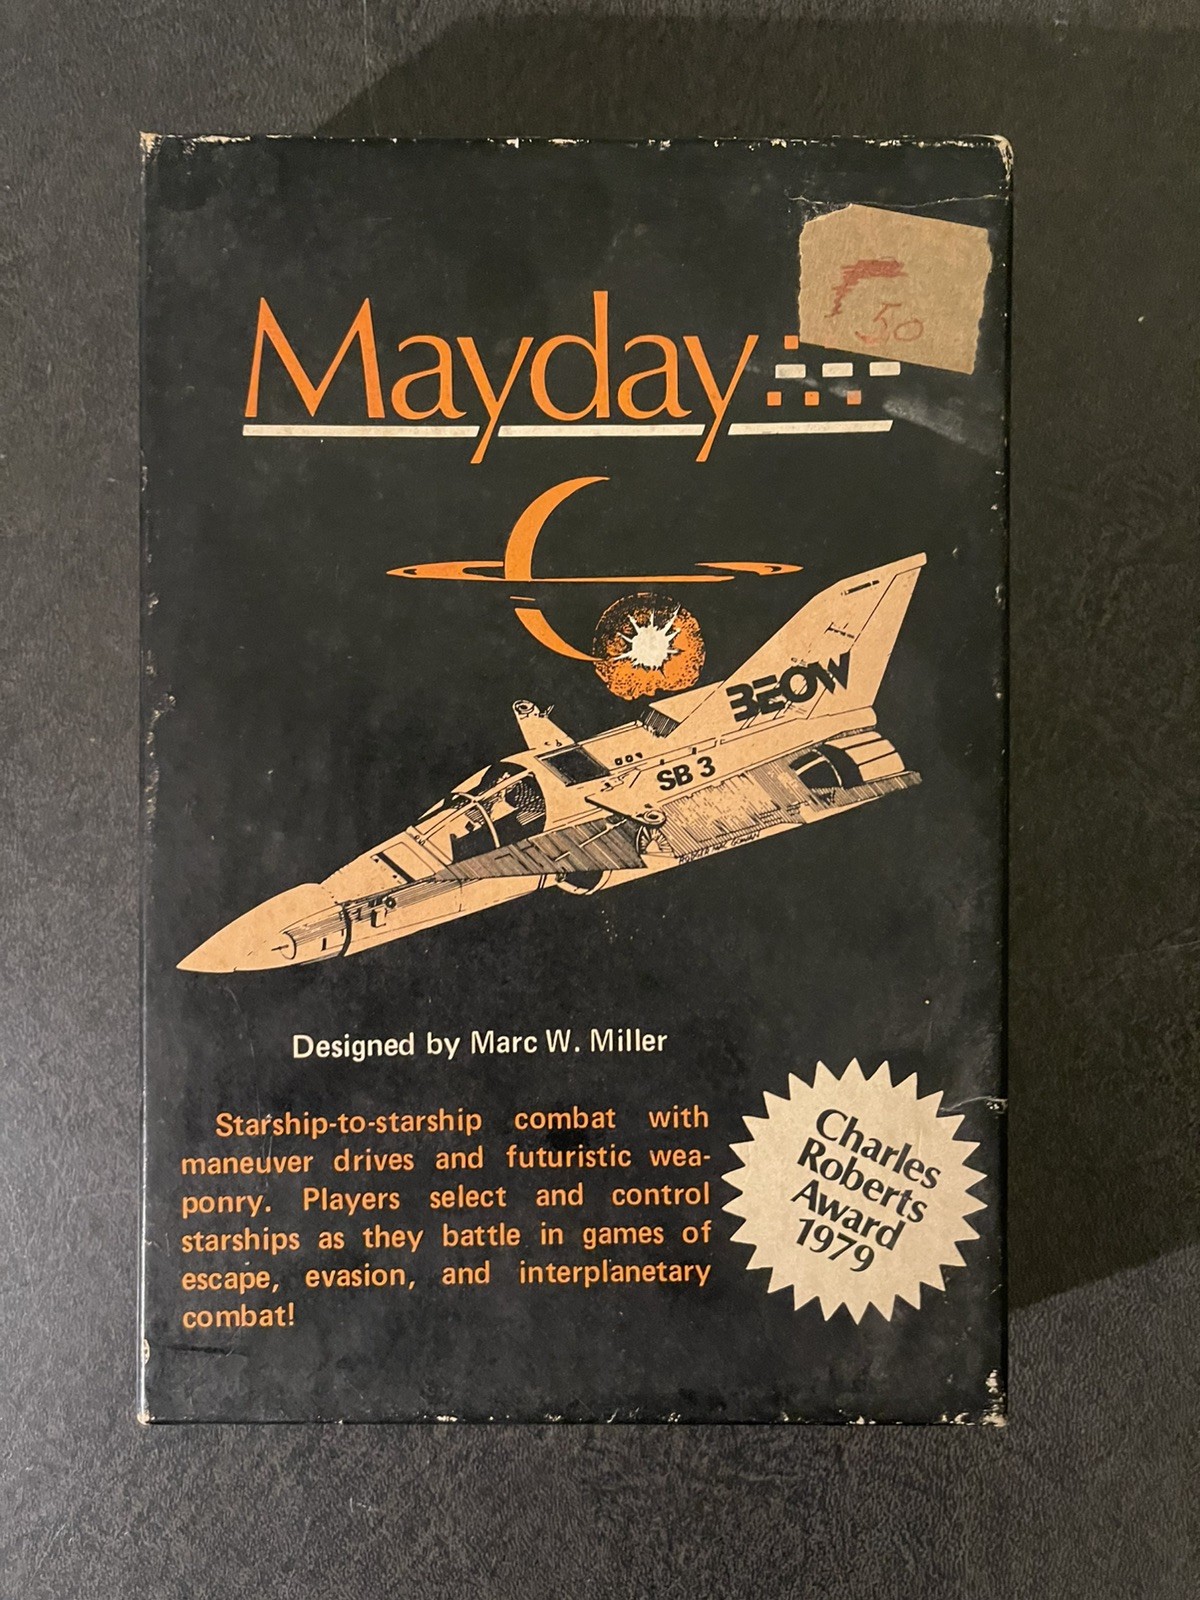 50
Mayday
BEOW
SB 3
Designed by Marc W. Miller
Starship-to-starship combat with
maneuver drives and futuristic wea-
ponry. Players select and control
starships as they battle in games of
escape, evasion, and interplanetary
combat!
Charles
Roberts
Award
1979